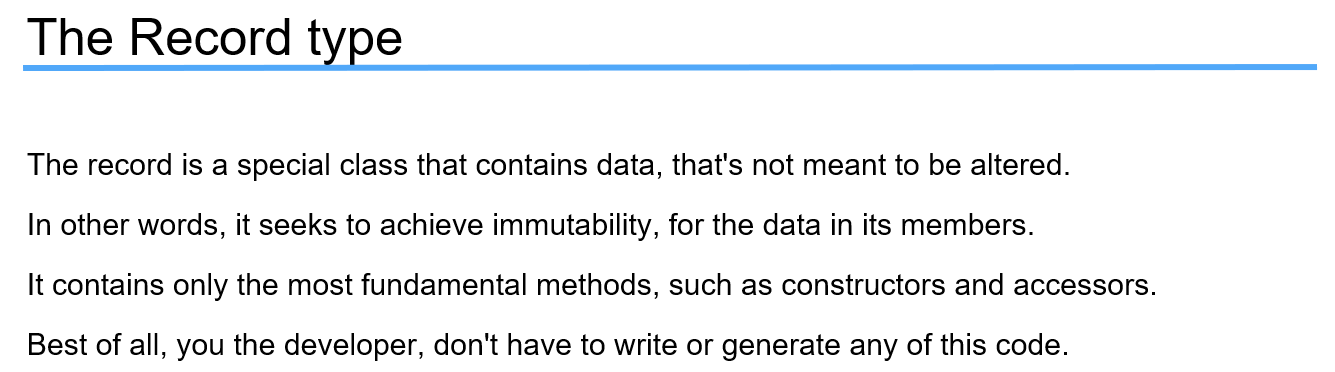 The Record type
The record is a special class that contains data, that's not meant to be altered.
In other words, it seeks to achieve immutability, for the data in its members.
It contains only the most fundamental methods, such as constructors and accessors.
Best of all, you the developer, don't have to write or generate any of this code.